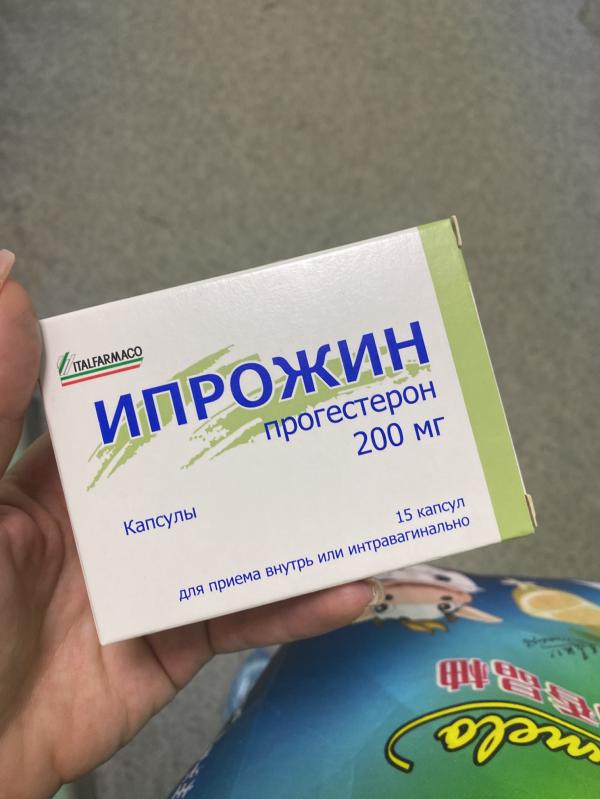 ITALFARMACO
ИПРОЖИН
прогестерон
200 мг
Капсулы
15 капсул
для приема внутрь или интравагинально